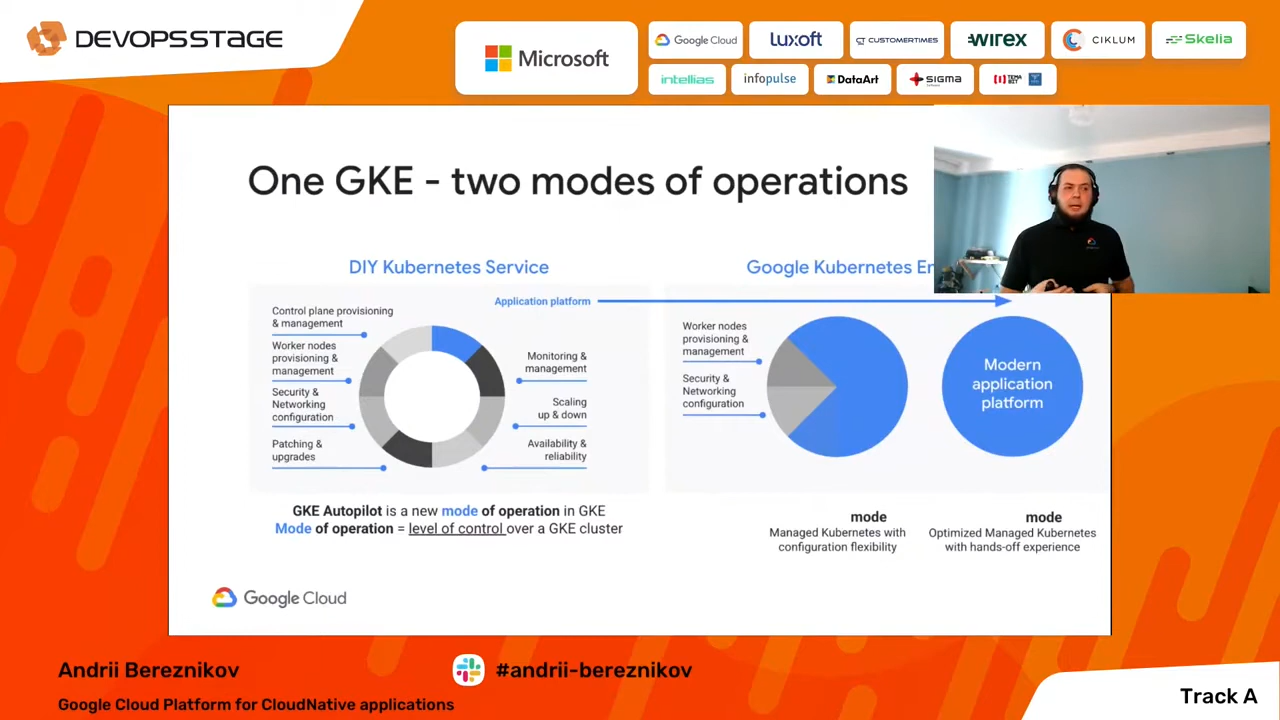 DEVOPSSTAGE
Microsoft
Google Cloud
LUXOFT
CUSTOMERTIMES
WIREX
CIKLUM
Skelia
intellias
infopulse
DataArt
SIGMA
TEMA
BIT
One GKE - two modes of operations
DIY Kubernetes Service
Google Kubernetes En
Application platform
Control plane provisioning
& management
Worker nodes
provisioning &
management
Security &
Networking
configuration
Patching &
upgrades
Monitoring &
management
Scaling
up & down
Availability &
reliability
Worker nodes
provisioning &
management
Security &
Networking
configuration
Modern
application
platform
GKE Autopilot is a new mode of operation in GKE
Mode of operation = level of control over a GKE cluster
mode
Managed Kubernetes with
configuration flexibility
mode
Optimized Managed Kubernetes
with hands-off experience
Google Cloud
Andrii Bereznikov
#andrii-bereznikov
Google Cloud Platform for CloudNative applications
Track A